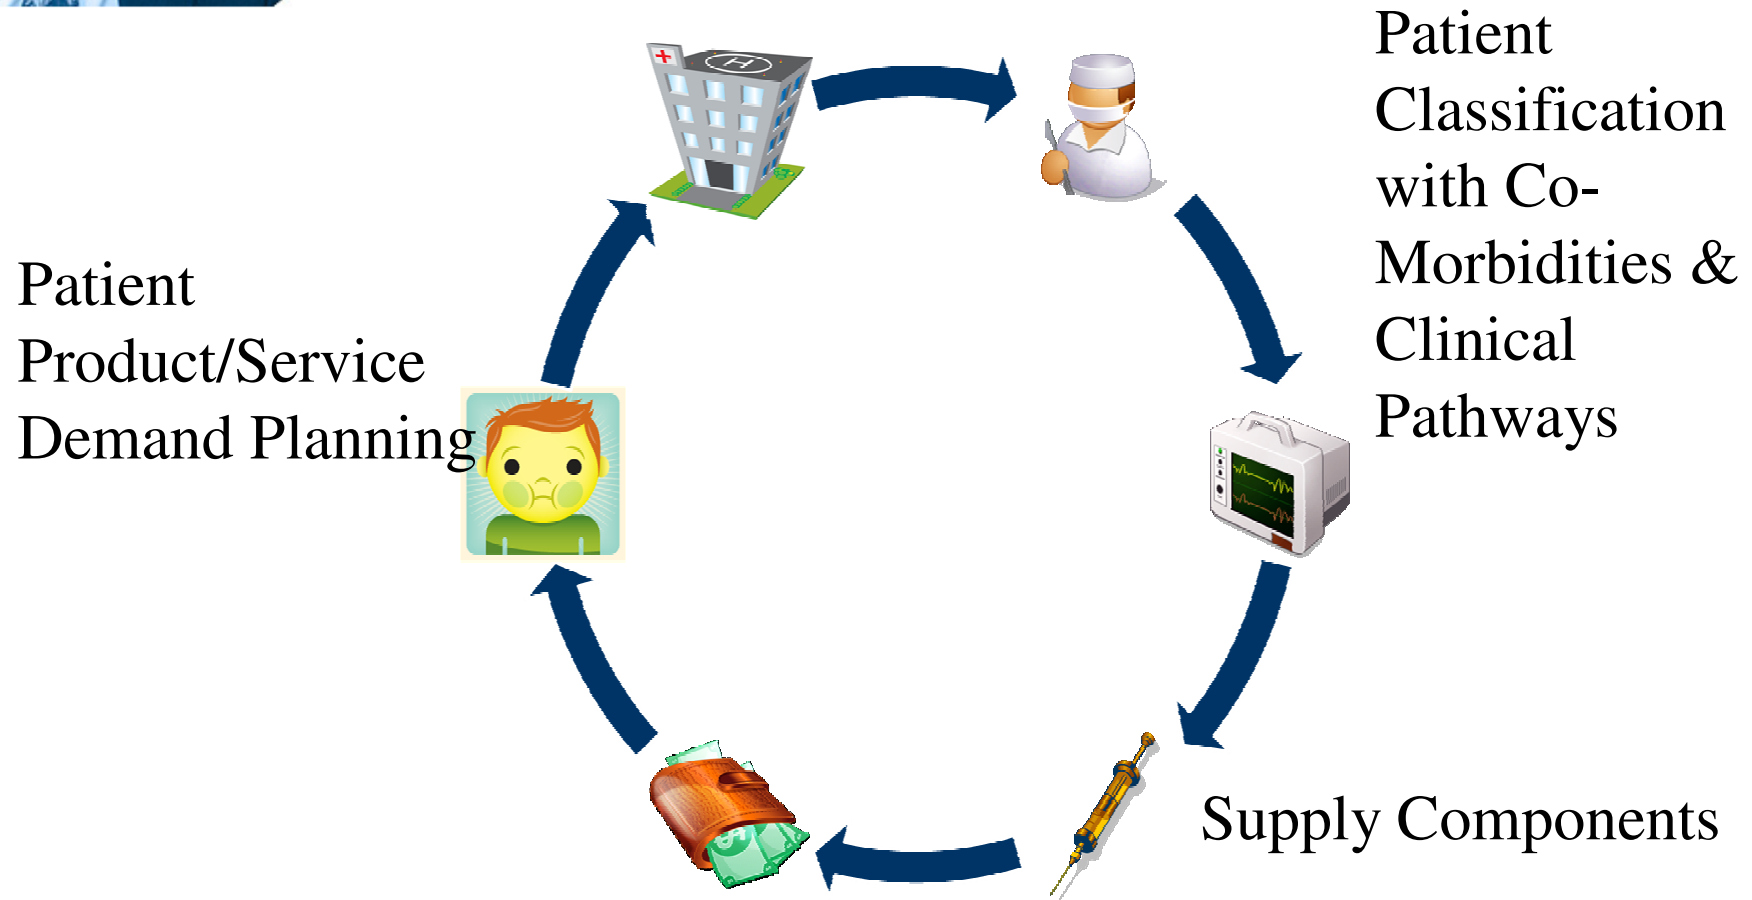 Patient
Classification
with Co-
Morbidities &
Clinical
Pathways
Patient
Product/Service
Demand Planning
Supply Components
H